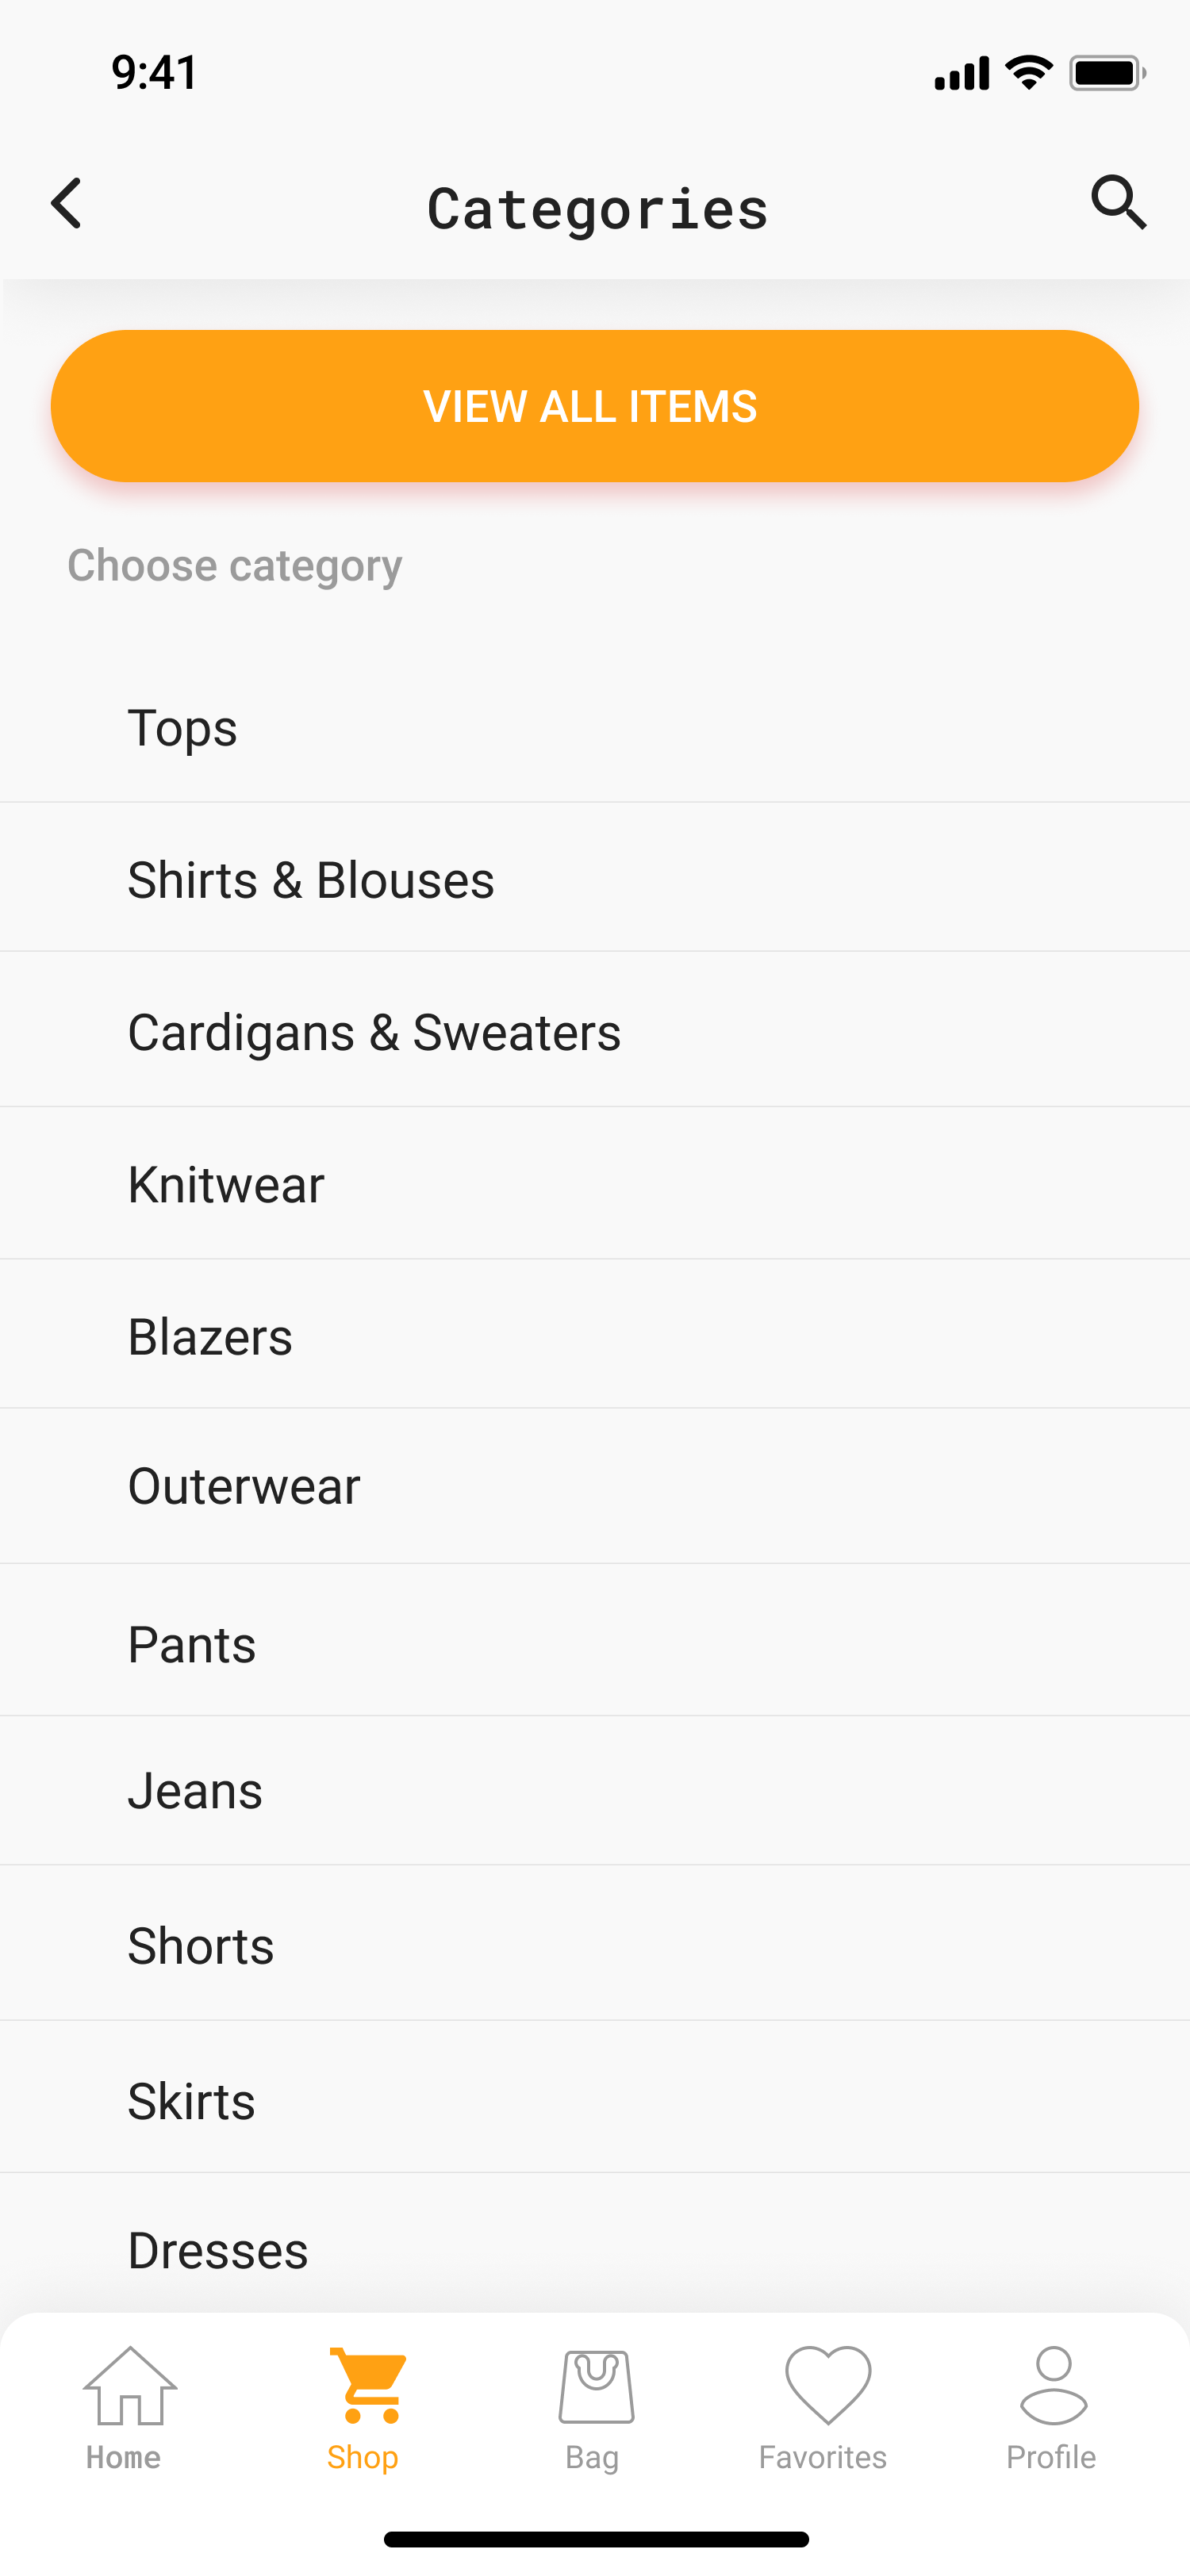 9:41
Categories
VIEW ALL ITEMS
Choose category
Tops
Shirts & Blouses
Cardigans & Sweaters
Knitwear
Blazers
Outerwear
Pants
Jeans
Shorts
Skirts
Dresses
Home Shop Bag Favorites Profile